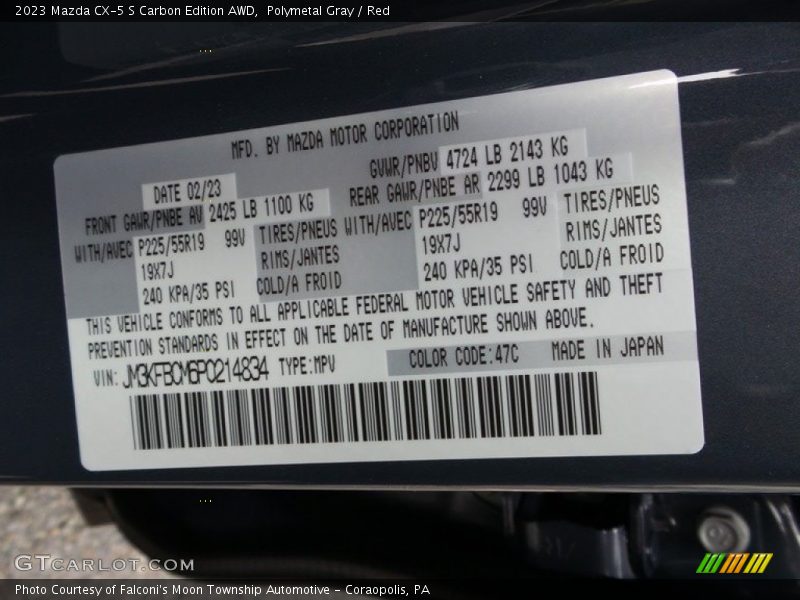 2023 Mazda CX-5 S Carbon Edition AWD, Polymetal Gray / Red
MFD. BY MAZDA MOTOR CORPORATION
DATE 02/23
GVWR/PNBV 4724 LB 2143 KG
FRONT GAWR/PNBE AV 2425 LB 1100 KG
REAR GAWR/PNBE AR 2299 LB 1043 KG
WITH/AVEC P225/55R19 99V TIRES/PNEUS
19X7J RIMS/JANTES
240 KPA/35 PSI COLD/A FROID
WITH/AVEC P225/55R19 99V TIRES/PNEUS
19X7J RIMS/JANTES
240 KPA/35 PSI COLD/A FROID
THIS VEHICLE CONFORMS TO ALL APPLICABLE FEDERAL MOTOR VEHICLE SAFETY AND THEFT
PREVENTION STANDARDS IN EFFECT ON THE DATE OF MANUFACTURE SHOWN ABOVE.
VIN: JM3KFBCM6P0214834 TYPE:MPV
COLOR CODE:47C MADE IN JAPAN
GTCARLOT.COM
Photo Courtesy of Falconi's Moon Township Automotive - Coraopolis, PA